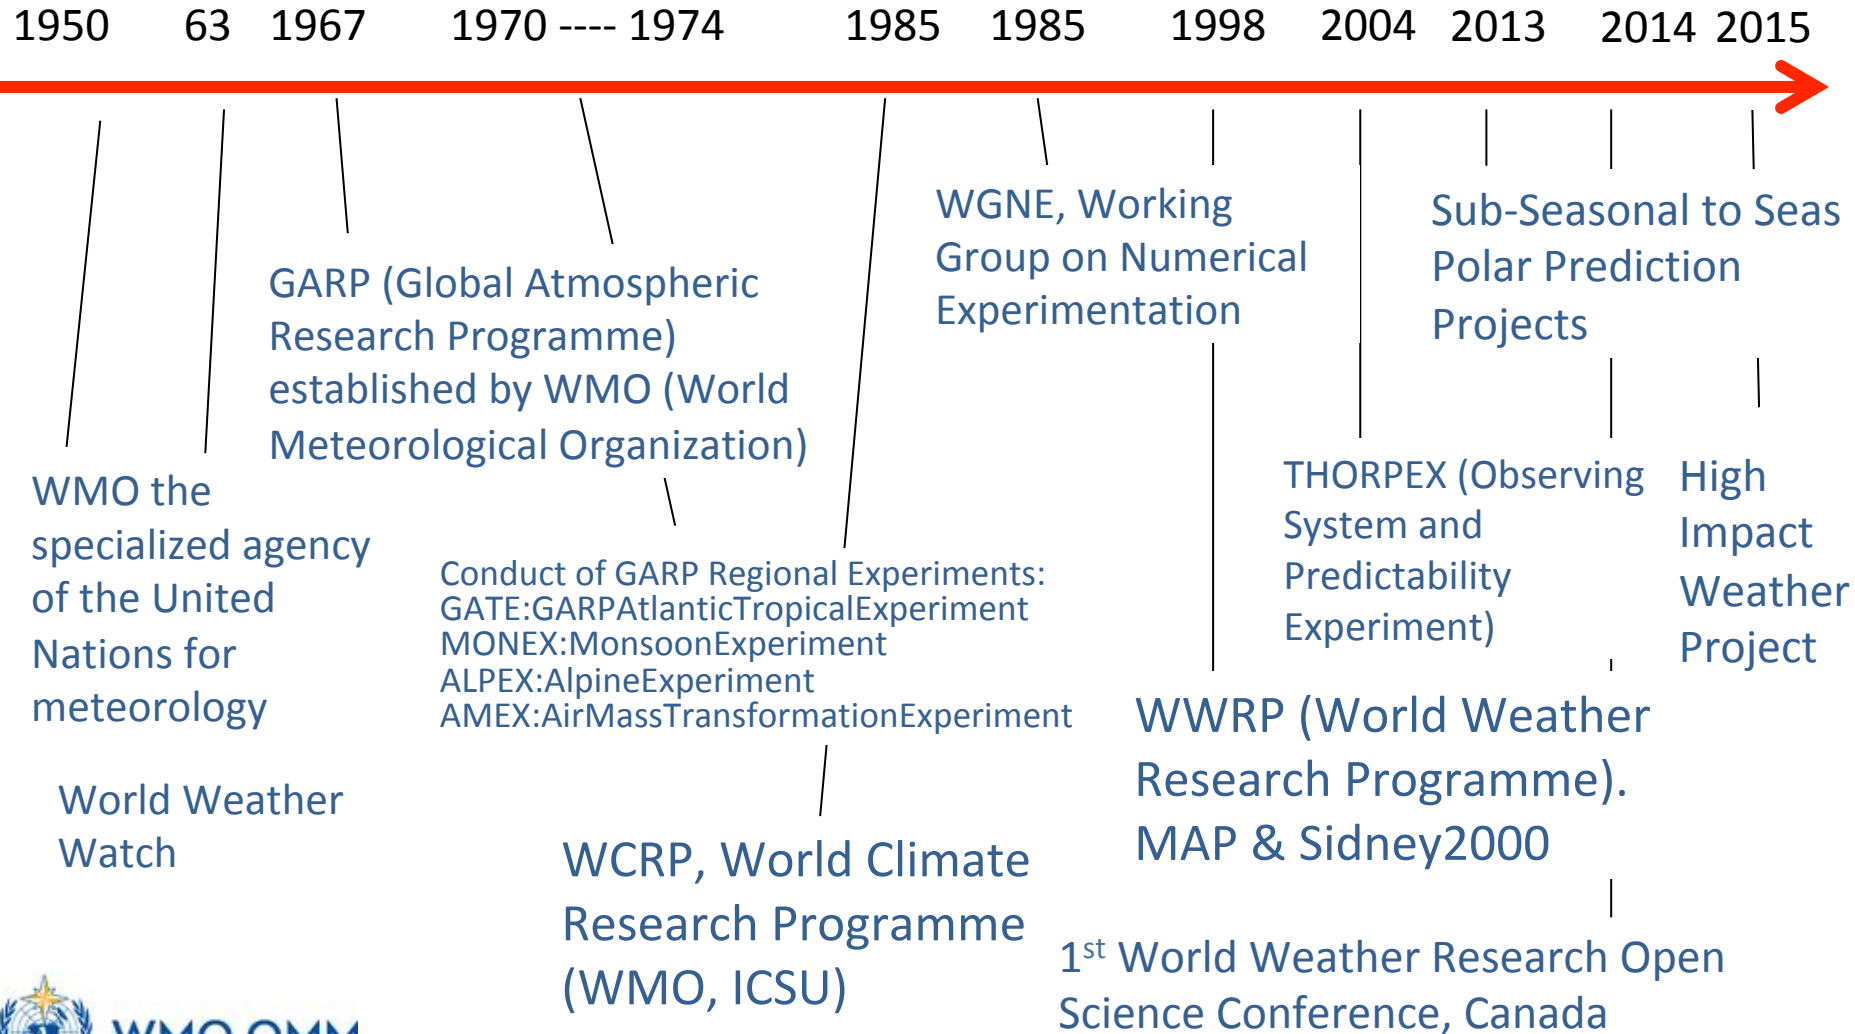 1950 63 1967 1970 ---- 1974 1985 1985 1998 2004 2013 2014 2015
WGNE, Working
Group on Numerical
Experimentation
Sub-Seasonal to Seas
Polar Prediction
Projects
GARP (Global Atmospheric
Research Programme)
established by WMO (World
Meteorological Organization)
WMO the
specialized agency
of the United
Nations for
meteorology
THORPEX (Observing
System and
Predictability
Experiment)
High
Impact
Weather
Project
Conduct of GARP Regional Experiments:
GATE:GARPAtlanticTropicalExperiment
MONEX:MonsoonExperiment
ALPEX:AlpineExperiment
AMEX:AirMassTransformationExperiment
WWRP (World Weather
Research Programme).
MAP & Sidney2000
World Weather
Watch
WCRP, World Climate
Research Programme
(WMO, ICSU)
1st World Weather Research Open
Science Conference, Canada
WMO OMM